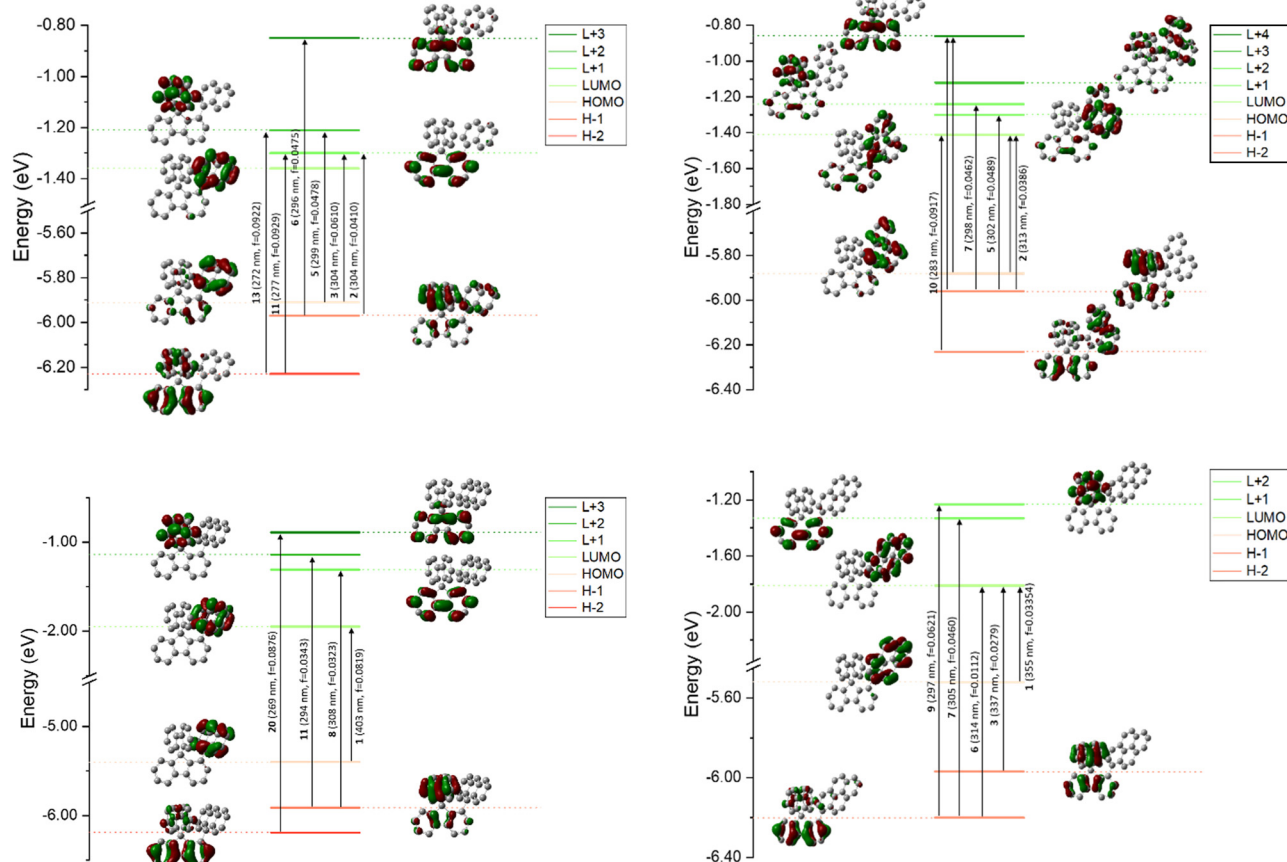 Energy (eV)
-0.80
-1.00
-1.20
-1.40
-5.60
-5.80
-6.00
-6.20
13 (272 nm, f=0.0922)
11 (277 nm, f=0.0929)
6 (296 nm, f=0.0475)
5 (299 nm, f=0.0478)
3 (304 nm, f=0.0610)
2 (304 nm, f=0.0410)
L+3
L+2
L+1
LUMO
HOMO
H-1
H-2
Energy (eV)
-0.80
-1.00
-1.20
-1.40
-1.60
-1.80
-5.80
-6.00
-6.20
-6.40
10 (283 nm, f=0.0917)
7 (298 nm, f=0.0462)
5 (302 nm, f=0.0489)
2 (313 nm, f=0.0386)
L+4
L+3
L+2
L+1
LUMO
HOMO
H-1
H-2
Energy (eV)
-1.00
-2.00
-5.00
-6.00
20 (269 nm, f=0.0876)
11 (294 nm, f=0.0343)
8 (308 nm, f=0.0323)
1 (403 nm, f=0.0819)
L+3
L+2
L+1
LUMO
HOMO
H-1
H-2
Energy (eV)
-1.20
-1.60
-2.00
-5.60
-6.00
-6.40
9 (297 nm, f=0.0621)
7 (305 nm, f=0.0460)
6 (314 nm, f=0.0112)
3 (337 nm, f=0.0279)
1 (355 nm, f=0.03354)
L+2
L+1
LUMO
HOMO
H-1
H-2